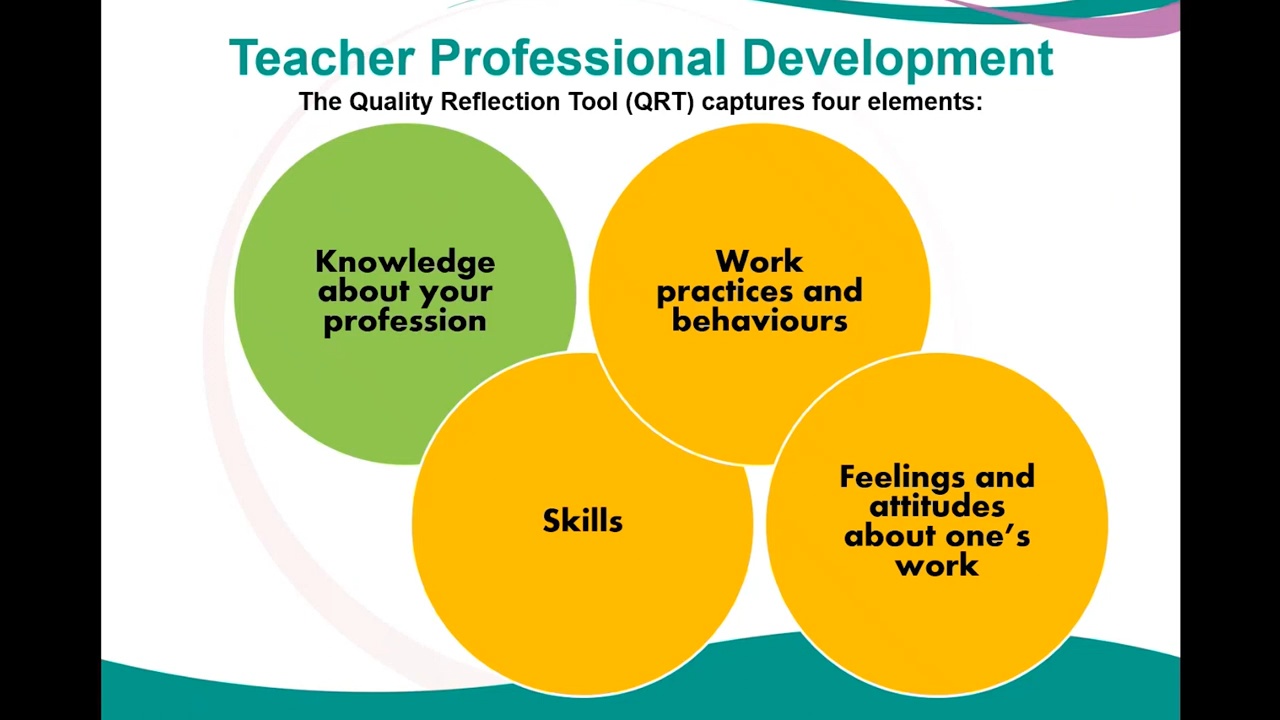 Teacher Professional Development
The Quality Reflection Tool (QRT) captures four elements:
Knowledge
about your
profession
Work
practices and
behaviours
Skills
Feelings and
attitudes
about one's
work